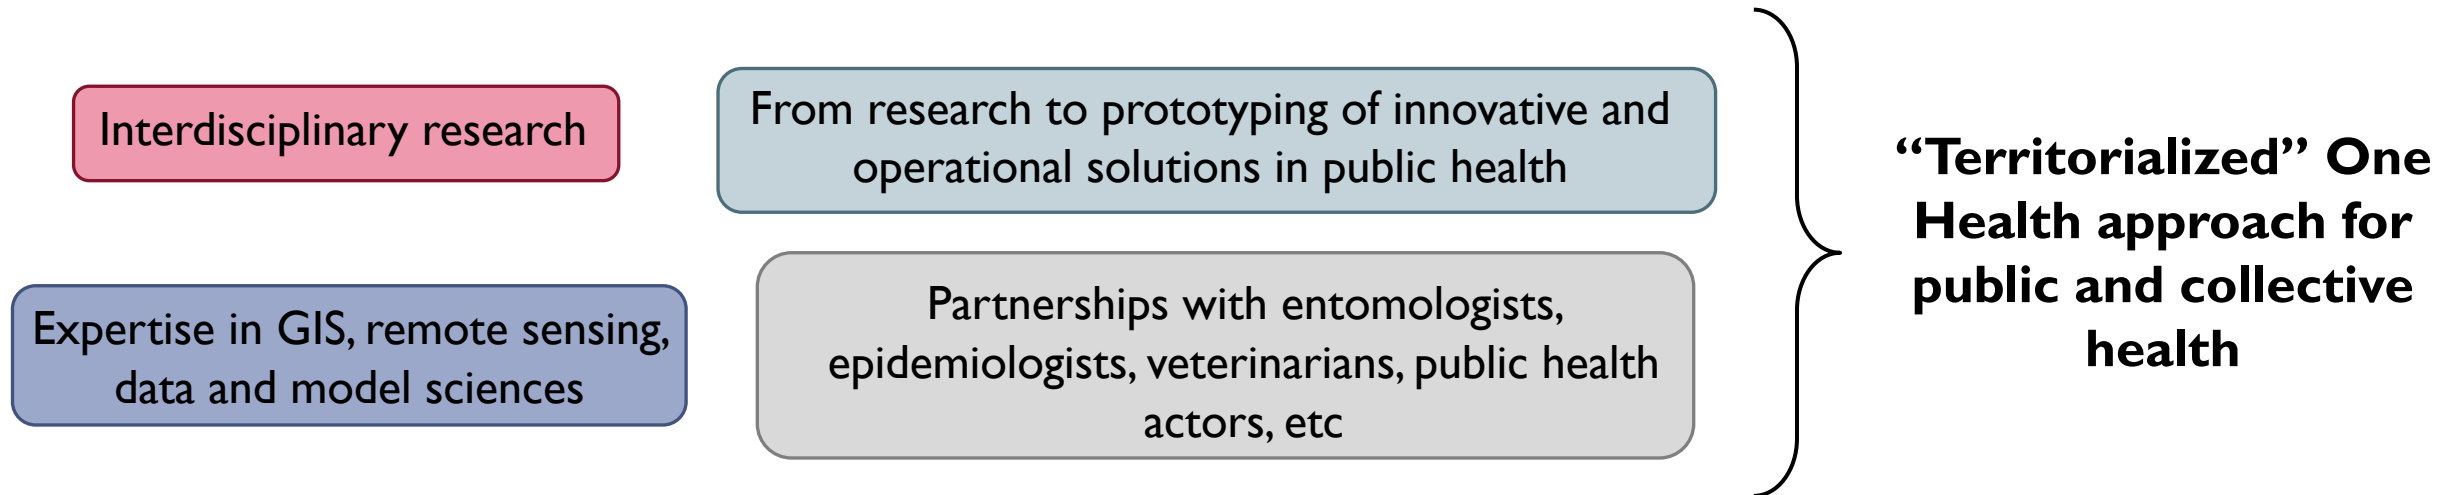 Interdisciplinary research
From research to prototyping of innovative and
operational solutions in public health
Expertise in GIS, remote sensing,
data and model sciences
Partnerships with entomologists,
epidemiologists, veterinarians, public health
actors, etc
“Territorialized” One
Health approach for
public and collective
health